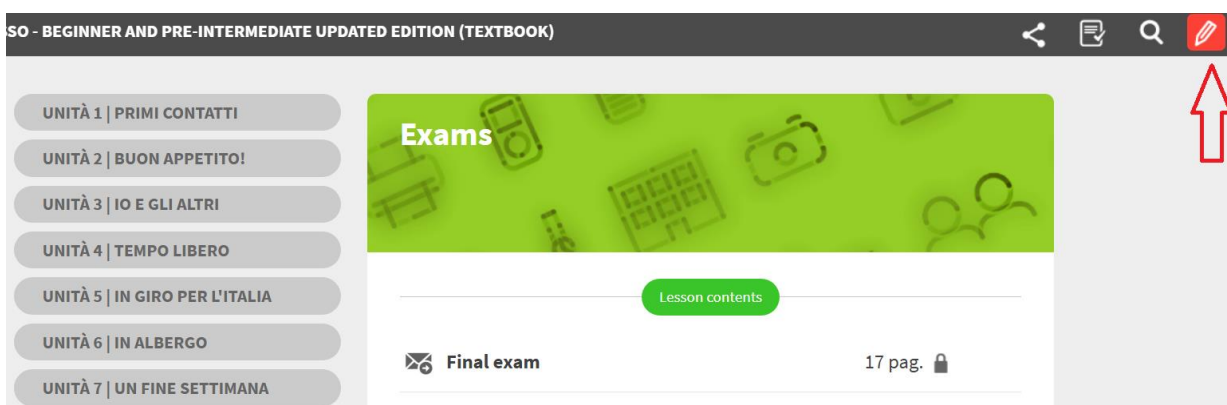 SO - BEGINNER AND PRE-INTERMEDIATE UPDATED EDITION (TEXTBOOK)
UNITÀ 1 | PRIMI CONTATTI
UNITÀ 2 | BUON APPETITO!
UNITÀ 3 | IO E GLI ALTRI
UNITÀ 4 | TEMPO LIBERO
UNITÀ 5 | IN GIRO PER L'ITALIA
UNITÀ 6 | IN ALBERGO
UNITÀ 7 | UN FINE SETTIMANA
Exams
Lesson contents
Final exam 17 pag.